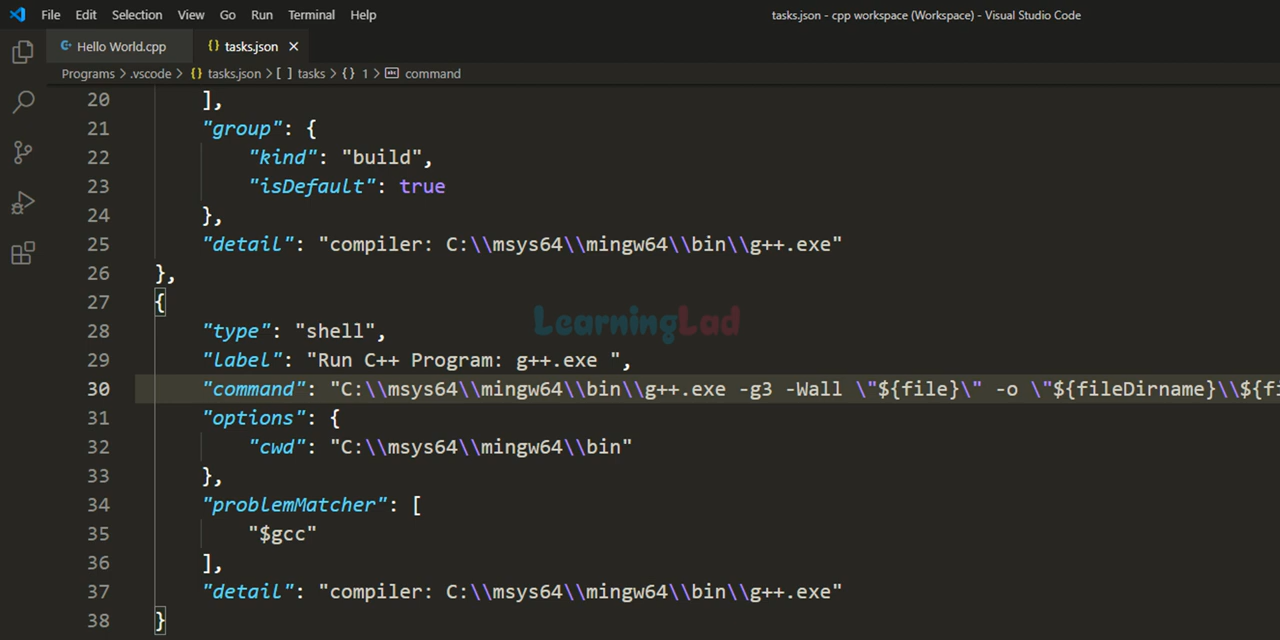 File Edit Selection View Go Run Terminal Help tasks.json - cpp workspace (Workspace) - Visual Studio Code
Hello World.cpp {} tasks.json ×
Programs > .vscode > {} tasks.json > [ ] tasks > {} 1 > abc command
20 ],
21 "group": {
22 "kind": "build",
23 "isDefault": true
24 },
25 "detail": "compiler: C:\\msys64\\mingw64\\bin\\g++.exe"
26 },
27 {
LearningLad
28 "type": "shell",
29 "label": "Run C++ Program: g++.exe ",
30 "command": "C:\\msys64\\mingw64\\bin\\g++.exe -g3 -Wall \"${file}\" -o \"${fileDirname}\\${fi
31 "options": {
32 "cwd": "C:\\msys64\\mingw64\\bin"
33 },
34 "problemMatcher": [
35 "$gcc"
36 ],
37 "detail": "compiler: C:\\msys64\\mingw64\\bin\\g++.exe"
38 }